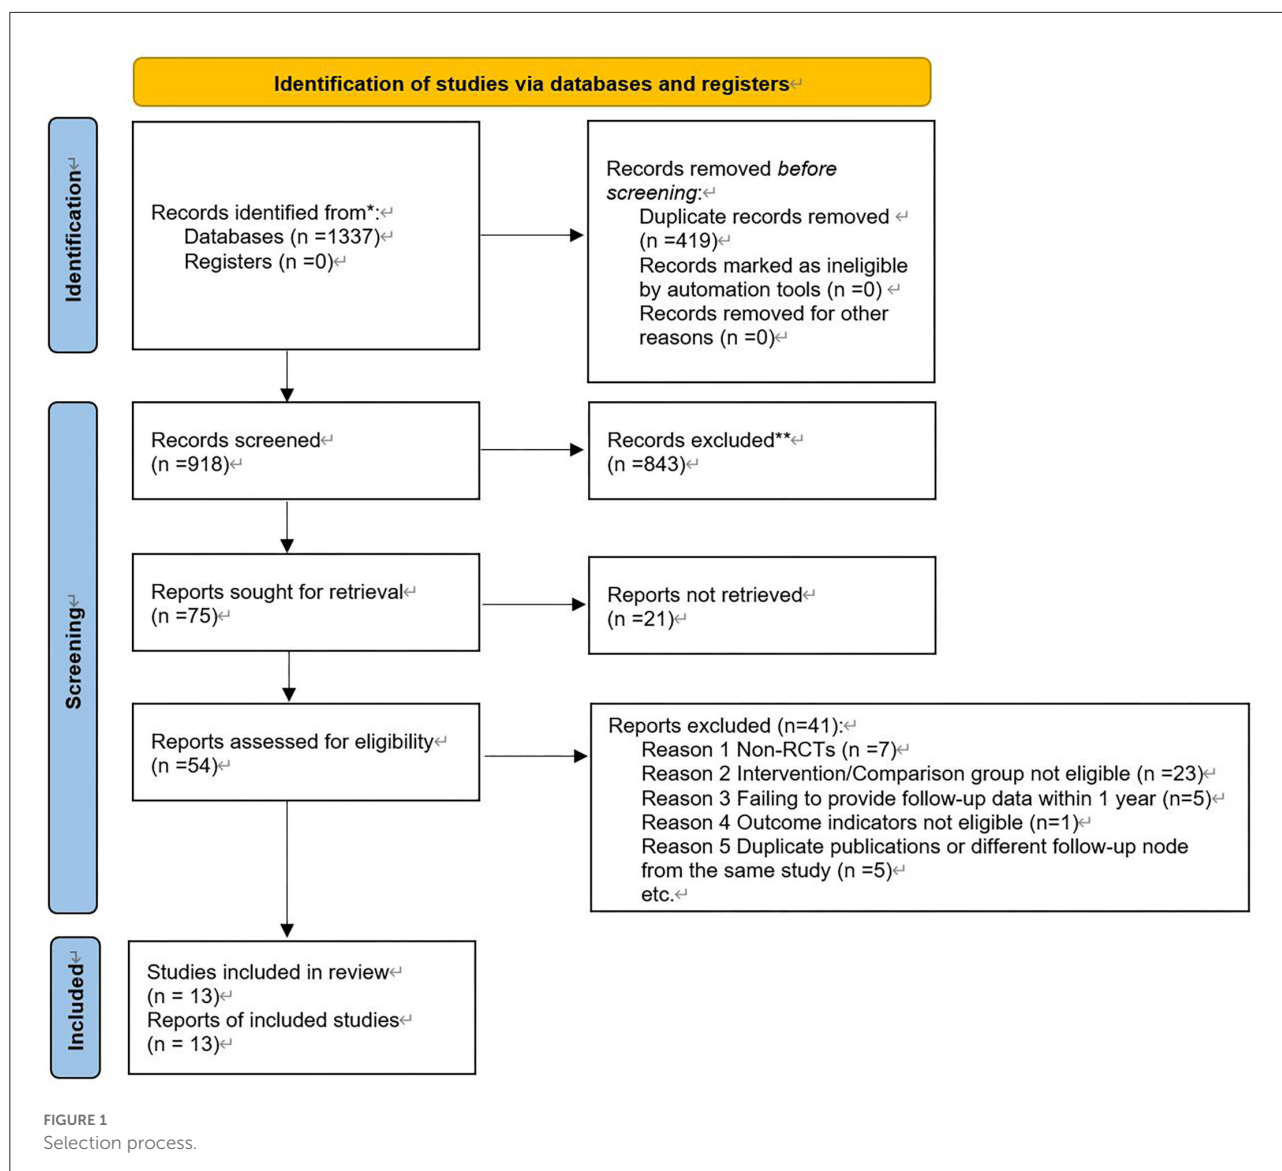 Identification of studies via databases and registers↵
Identification↵
Records identified from*:↵
Databases (n =1337)↵
Registers (n =0)↵
Records removed before
screening:↵
Duplicate records removed ↵
(n =419)↵
Records marked as ineligible
by automation tools (n =0) ↵
Records removed for other
reasons (n =0)↵
Screening↵
Records screened↵
(n =918)↵
Records excluded**↵
(n =843)↵
Reports sought for retrieval↵
(n =75)↵
Reports not retrieved↵
(n =21)↵
Reports assessed for eligibility↵
(n =54)↵
Reports excluded (n=41):↵
Reason 1 Non-RCTs (n =7)↵
Reason 2 Intervention/Comparison group not eligible (n =23)↵
Reason 3 Failing to provide follow-up data within 1 year (n=5)↵
Reason 4 Outcome indicators not eligible (n=1)↵
Reason 5 Duplicate publications or different follow-up node
from the same study (n =5)↵
etc.↵
Included↵
Studies included in review↵
(n = 13)↵
Reports of included studies↵
(n = 13)↵
FIGURE 1
Selection process.